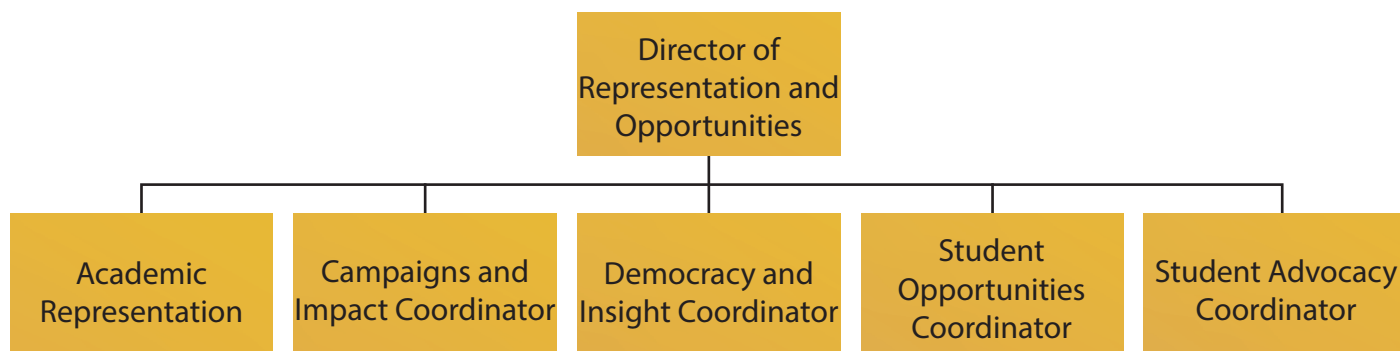 Director of
Representation and
Opportunities
Academic
Representation
Campaigns and
Impact Coordinator
Democracy and
Insight Coordinator
Student
Opportunities
Coordinator
Student Advocacy
Coordinator